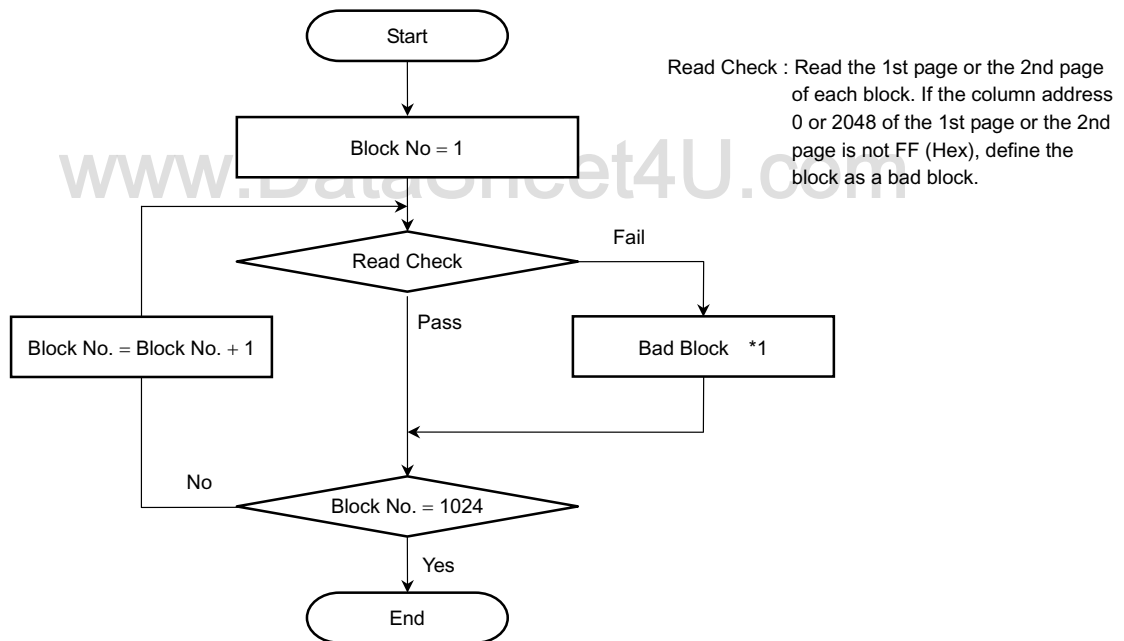 Start
Read Check : Read the 1st page or the 2nd page
of each block. If the column address
0 or 2048 of the 1st page or the 2nd
page is not FF (Hex), define the
block as a bad block.
Block No = 1
www.DataSheet4U.com
Read Check
Fail
Pass
Block No. = Block No. + 1
Bad Block *1
No
Block No. = 1024
Yes
End